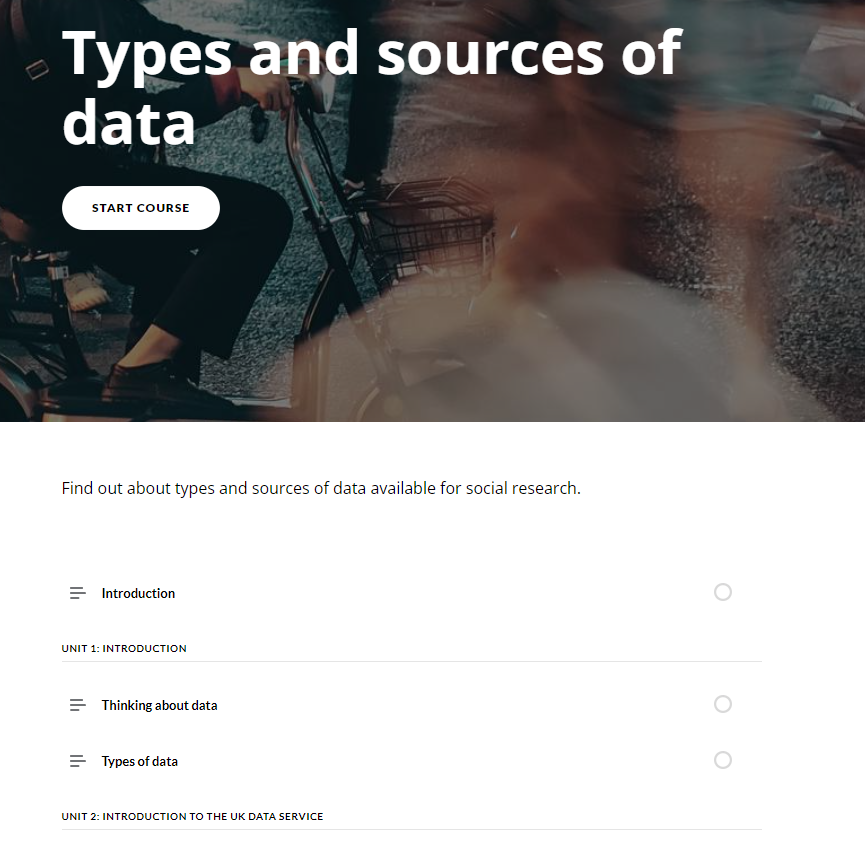 Types and sources of
data
START COURSE
Find out about types and sources of data available for social research.
Introduction
UNIT 1: INTRODUCTION
Thinking about data
Types of data
UNIT 2: INTRODUCTION TO THE UK DATA SERVICE